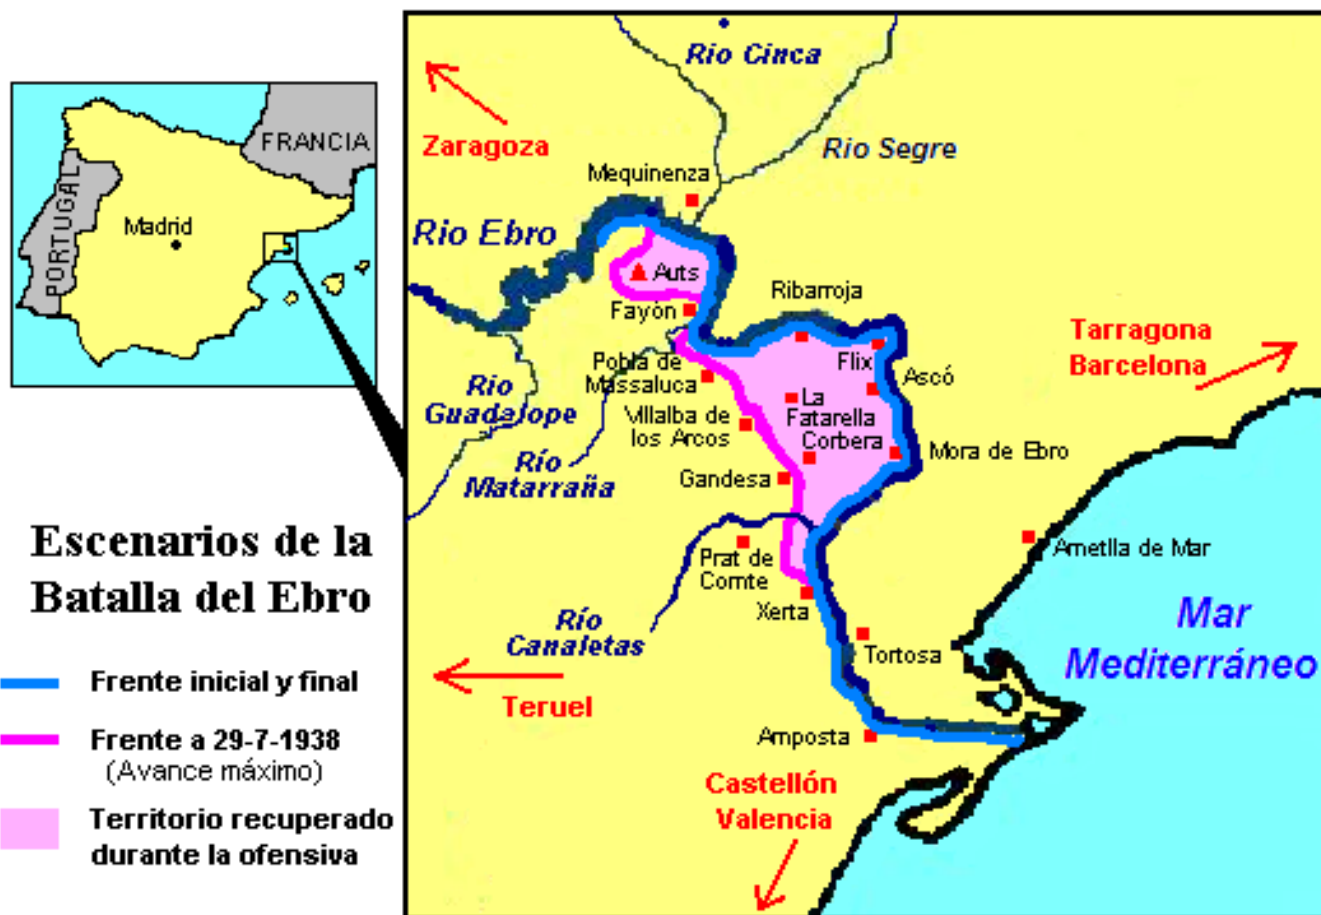 FRANCIA
PORTUGAL
Madrid
Escenarios de la
Batalla del Ebro
Frente inicial y final
Frente a 29-7-1938
(Avance máximo)
Territorio recuperado
durante la ofensiva
Rio Cinca
Zaragoza
Rio Segre
Mequinenza
Rio Ebro
Auts
Fayón
Ribarroja
Tarragona
Barcelona
Flix
Ascó
Pobla de
Massaluca
Rio
Guadalope
La
Fatarella
Villalba de
los Arcos
Corbera
Mora de Ebro
Río
Matarraña
Gandesa
Ametlla de Mar
Prat de
Comte
Xerta
Río
Canaletas
Mar
Mediterráneo
Tortosa
Teruel
Amposta
Castellón
Valencia